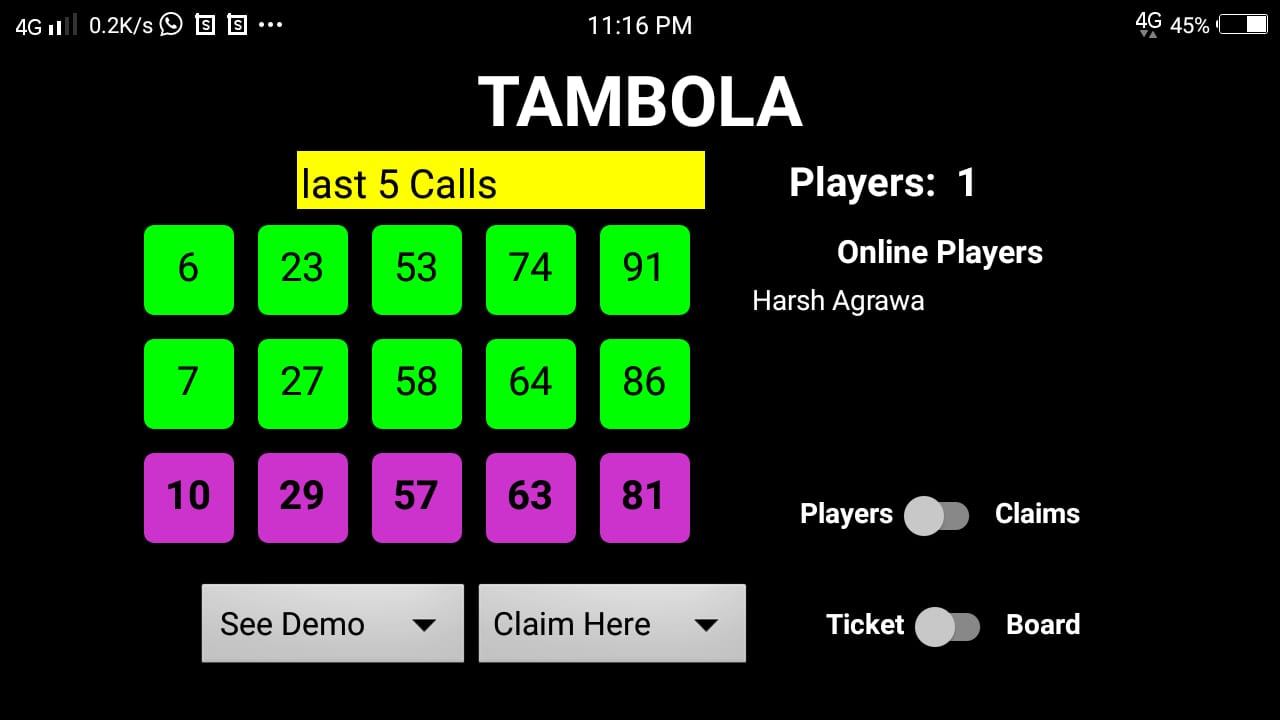 4G 0.2K/s S S 11:16 PM 4G 45%
TAMBOLA
last 5 Calls
Players: 1
6 23 53 74 91
Online Players
Harsh Agrawa
7 27 58 64 86
10 29 57 63 81
Players Claims
See Demo Claim Here
Ticket Board